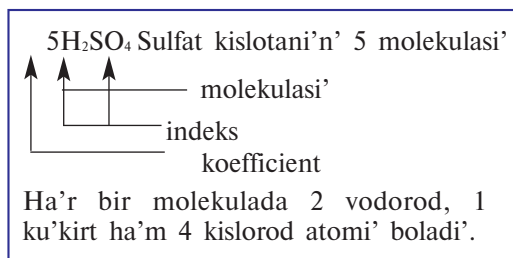 5H₂SO₄ Sulfat kislotani’n’ 5 molekulasi’
molekulasi’
indeks
koefficient
Ha’r bir molekulada 2 vodorod, 1
ku’kirt ha’m 4 kislorod atomi’ boladi’.